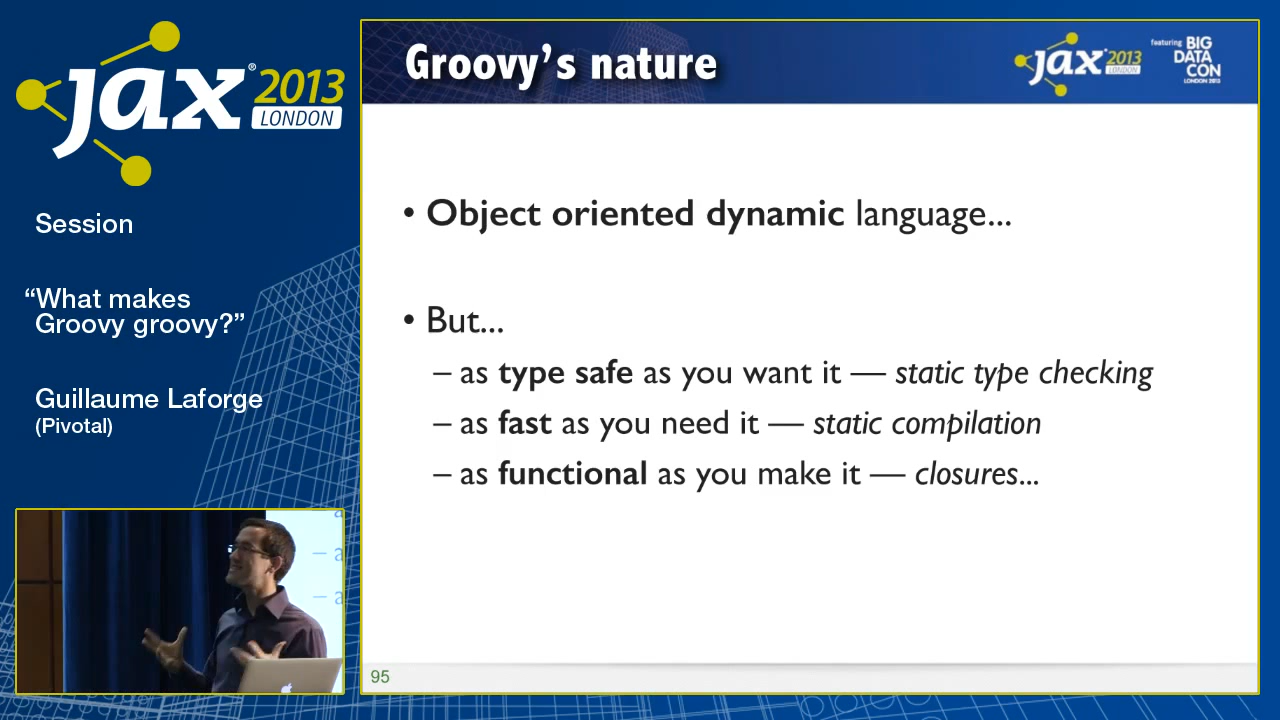 jax® 2013
LONDON
Session
“What makes
Groovy groovy?”
Guillaume Laforge
(Pivotal)
Groovy’s nature
jax® 2013
LONDON
featuring BIG
DATA
CON
LONDON 2013
• Object oriented dynamic language...
• But...
– as type safe as you want it — static type checking
– as fast as you need it — static compilation
– as functional as you make it — closures...
– a
– a
95